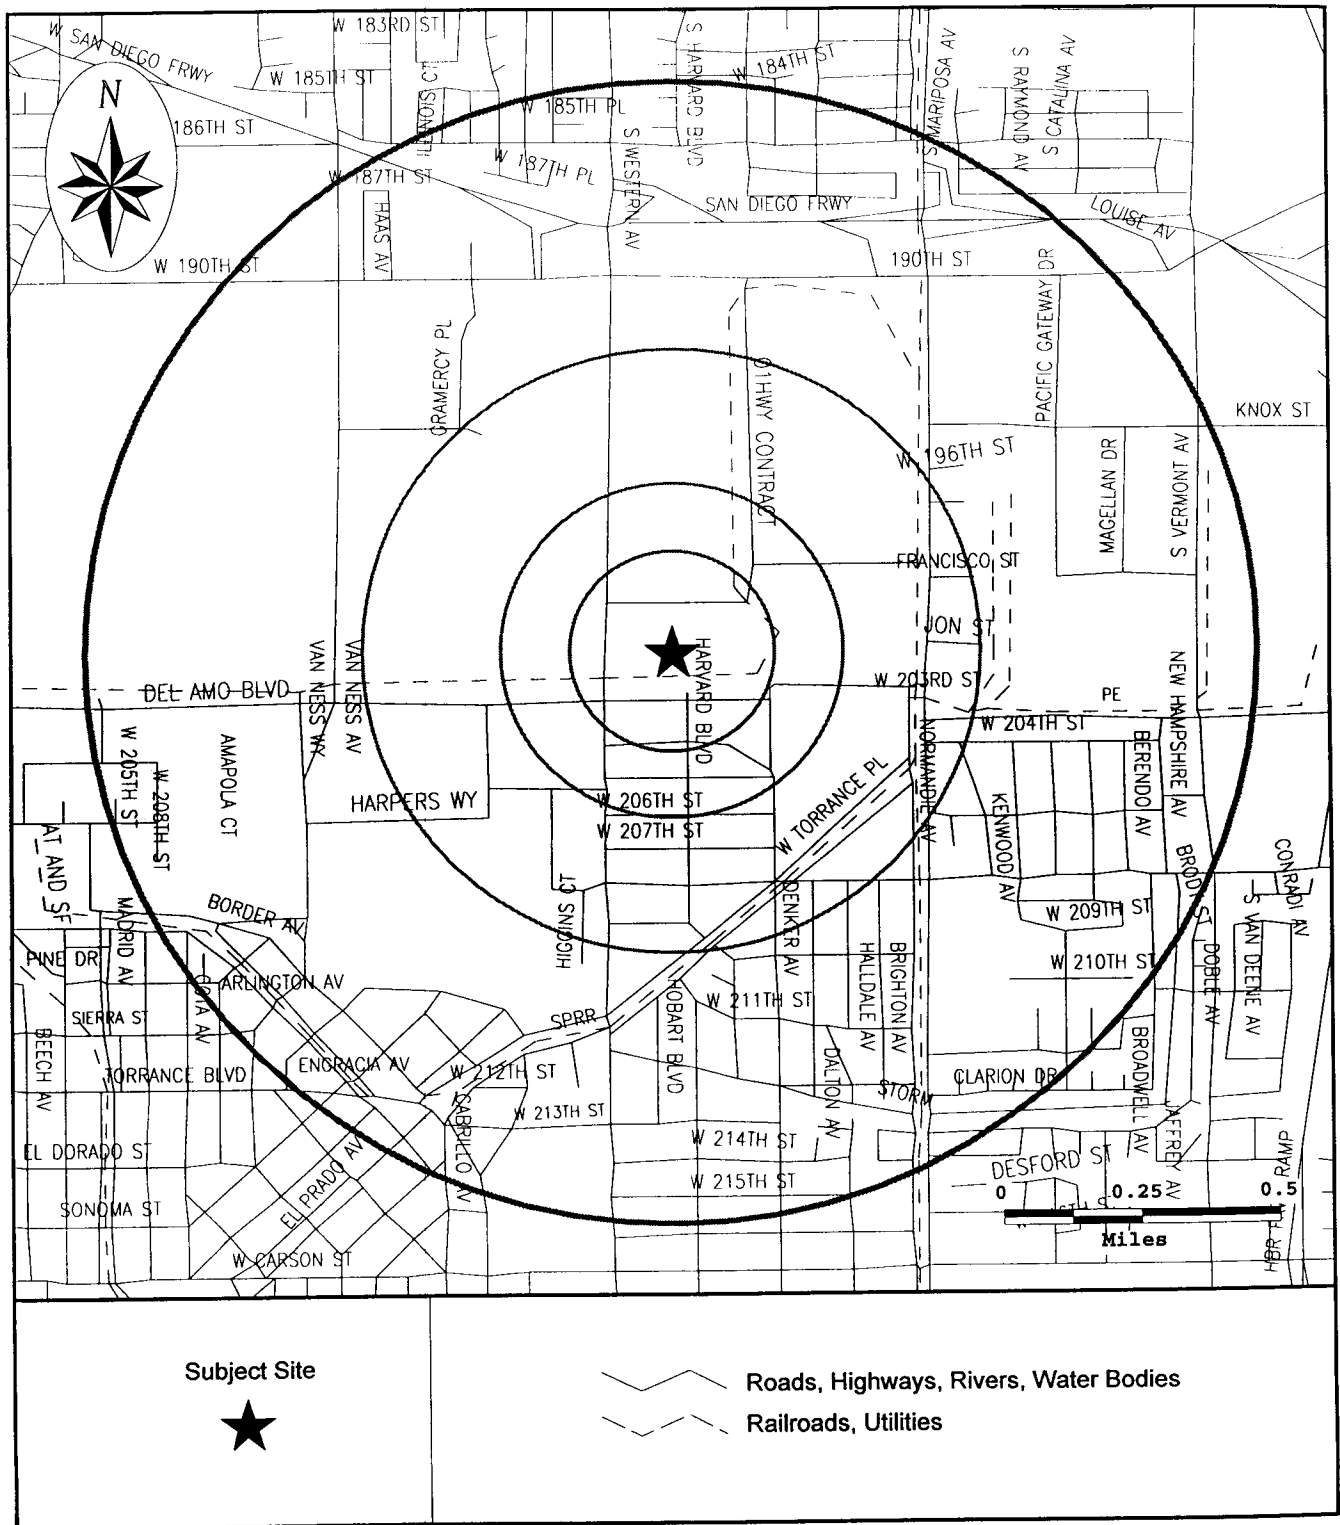 W 183RD ST
W SAN DIEGO FRWY
S HARVARD BLVD
W 184TH ST
S MARIPOSA AV
S RAYMOND AV
S CATALINA AV
W 185TH ST
ILLINOIS CT
W 185TH PL
N
186TH ST
S WESTERN AV
W 187TH PL
W 187TH ST
SAN DIEGO FRWY
LOUISE AV
HAAS AV
W 190TH ST
190TH ST
PACIFIC GATEWAY DR
GRAMERCY PL
01HWY CONTRACT
KNOX ST
W 196TH ST
MAGELLAN DR
S VERMONT AV
FRANCISCO ST
JON ST
VAN NESS WY
VAN NESS AV
HARVARD BLVD
W 203RD ST
NEW HAMPSHIRE AV
DEL AMO BLVD
PE
W 204TH ST
W 205TH ST
AMAPOLA CT
NORMANDIE AV
BERENDO AV
W 208TH ST
HARPERS WY
W 206TH ST
W TORRANCE PL
KENWOOD AV
W 207TH ST
AT AND SF
BROD ST
CONRADI AV
HIGGINS CT
DENKER AV
MADRID AV
BORDER AV
W 209TH ST
S VAN DEENE AV
PINE DR
HALLDALE AV
BRIGHTON AV
W 210TH ST
DOBLE AV
ARLINGTON AV
COTA AV
HOBART BLVD
W 211TH ST
SIERRA ST
SPRR
BEECH AV
BROADWELL AV
ENGRACIA AV
W 212TH ST
DALTON AV
TORRANCE BLVD
CLARION DR
STORM
CABRILLO AV
W 213TH ST
JAFFREY AV
EL DORADO ST
EL PRADO AV
W 214TH ST
DESFORD ST
RAMP
W 215TH ST
0 0.25 0.5
SONOMA ST
Miles
HBR
W CARSON ST
Subject Site
Roads, Highways, Rivers, Water Bodies
Railroads, Utilities